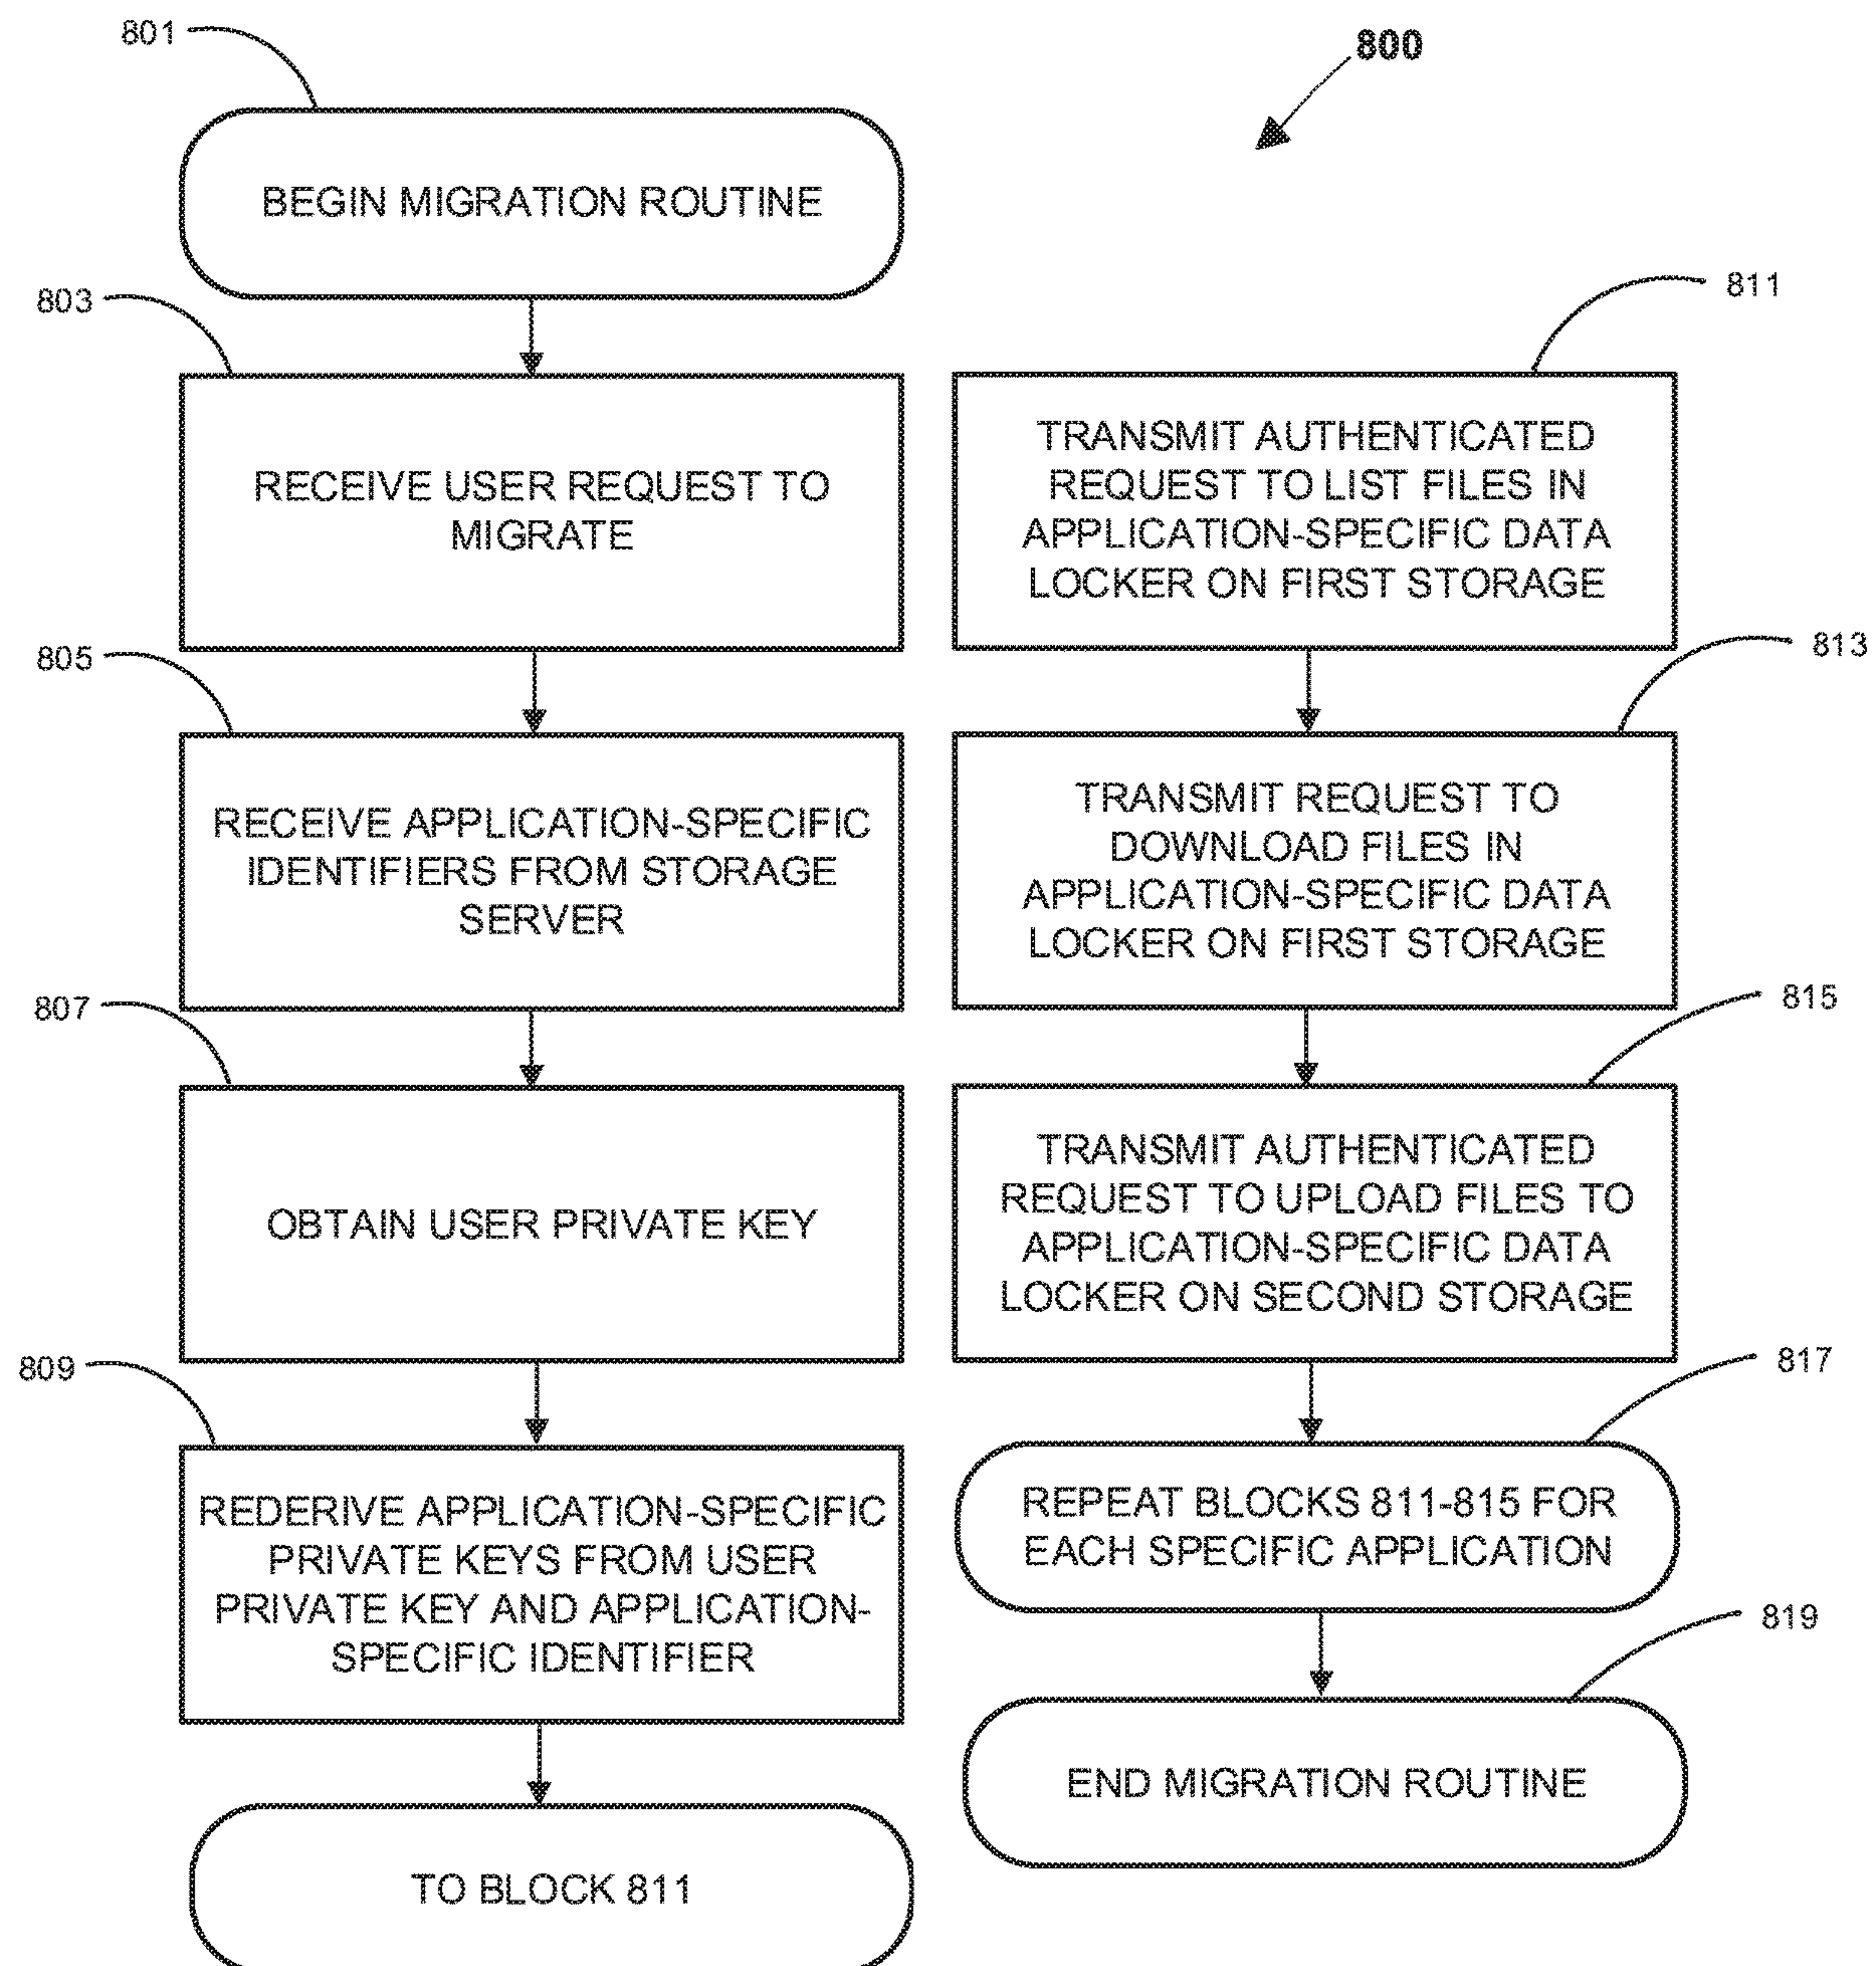 800
801
BEGIN MIGRATION ROUTINE
803
RECEIVE USER REQUEST TO
MIGRATE
805
RECEIVE APPLICATION-SPECIFIC
IDENTIFIERS FROM STORAGE
SERVER
807
OBTAIN USER PRIVATE KEY
809
REDERIVE APPLICATION-SPECIFIC
PRIVATE KEYS FROM USER
PRIVATE KEY AND APPLICATION-
SPECIFIC IDENTIFIER
TO BLOCK 811
811
TRANSMIT AUTHENTICATED
REQUEST TO LIST FILES IN
APPLICATION-SPECIFIC DATA
LOCKER ON FIRST STORAGE
813
TRANSMIT REQUEST TO
DOWNLOAD FILES IN
APPLICATION-SPECIFIC DATA
LOCKER ON FIRST STORAGE
815
TRANSMIT AUTHENTICATED
REQUEST TO UPLOAD FILES TO
APPLICATION-SPECIFIC DATA
LOCKER ON SECOND STORAGE
817
REPEAT BLOCKS 811-815 FOR
EACH SPECIFIC APPLICATION
819
END MIGRATION ROUTINE